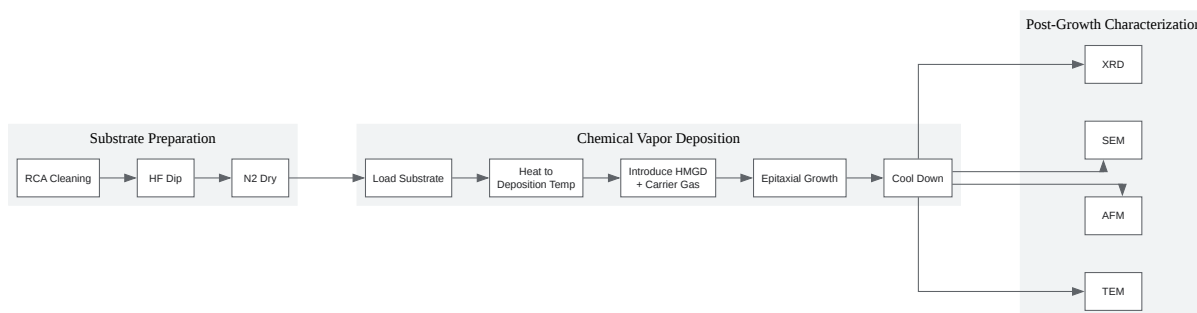 Post-Growth Characterization
XRD
Substrate Preparation
Chemical Vapor Deposition
SEM
RCA Cleaning
HF Dip
N2 Dry
Load Substrate
Heat to
Deposition Temp
Introduce HMGD
+ Carrier Gas
Epitaxial Growth
Cool Down
AFM
TEM